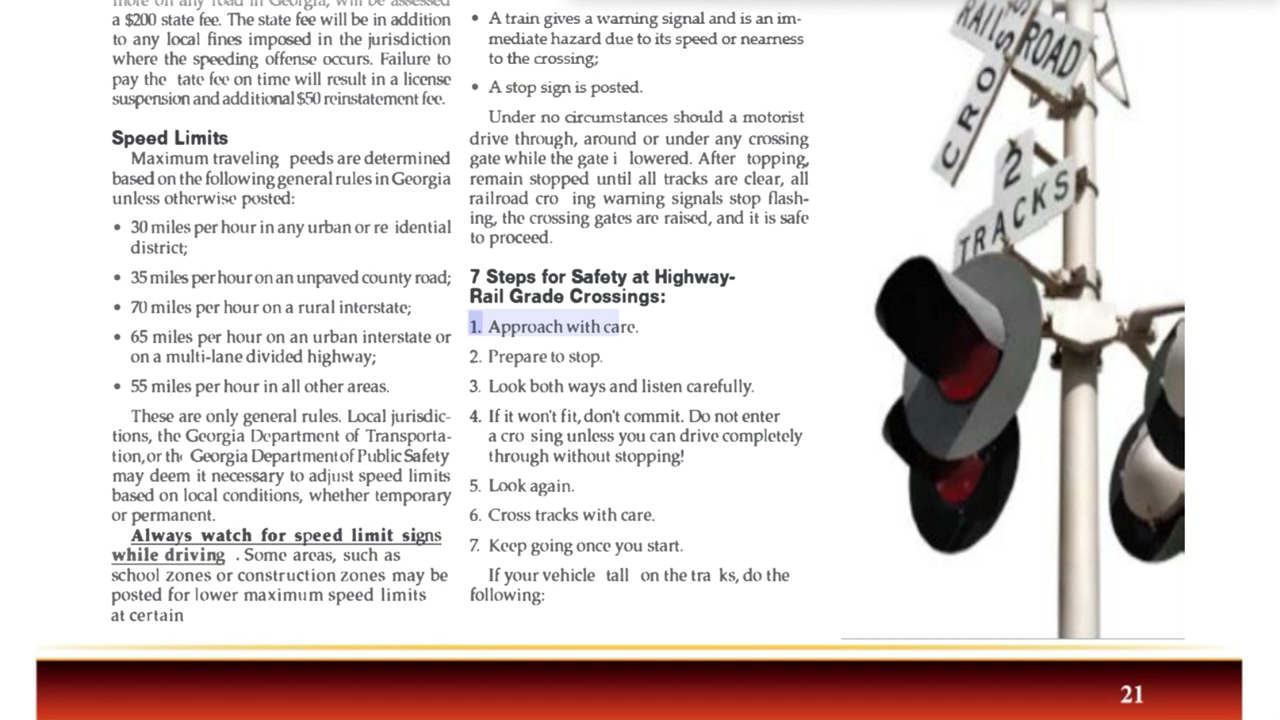 more on any road in Georgia, will be assessed
a $200 state fee. The state fee will be in addition
to any local fines imposed in the jurisdiction
where the speeding offense occurs. Failure to
pay the tate fee on time will result in a license
suspension and additional $50 reinstatement fee.
Speed Limits
Maximum traveling peeds are determined
based on the following general rules in Georgia
unless otherwise posted:
• 30 miles per hour in any urban or re idential
district;
• 35 miles per hour on an unpaved county road;
• 70 miles per hour on a rural interstate;
• 65 miles per hour on an urban interstate or
on a multi-lane divided highway;
• 55 miles per hour in all other areas.
These are only general rules. Local jurisdic-
tions, the Georgia Department of Transporta-
tion, or the Georgia Department of Public Safety
may deem it necessary to adjust speed limits
based on local conditions, whether temporary
or permanent.
Always watch for speed limit signs
while driving . Some areas, such as
school zones or construction zones may be
posted for lower maximum speed limits
at certain
• A train gives a warning signal and is an im-
mediate hazard due to its speed or nearness
to the crossing;
• A stop sign is posted.
Under no circumstances should a motorist
drive through, around or under any crossing
gate while the gate i lowered. After topping,
remain stopped until all tracks are clear, all
railroad cro ing warning signals stop flash-
ing, the crossing gates are raised, and it is safe
to proceed.
7 Steps for Safety at Highway-
Rail Grade Crossings:
1. Approach with care.
2. Prepare to stop.
3. Look both ways and listen carefully.
4. If it won't fit, don't commit. Do not enter
a cro sing unless you can drive completely
through without stopping!
5. Look again.
6. Cross tracks with care.
7. Keep going once you start.
If your vehicle tall on the tra ks, do the
following:
RAIL ROAD
CRO S
2
TRACKS
21